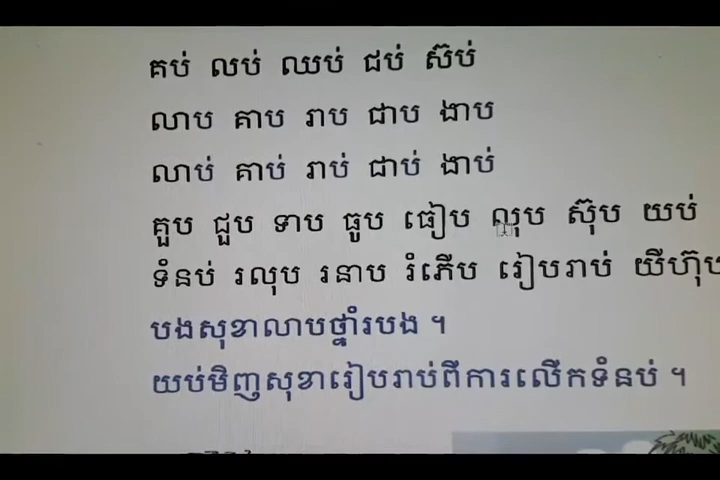 គប់ លប់ ឈប់ ជប់ ស៊ប់
លាប គាប រាប ជាប ងាប
លាប់ គាប់ រាប់ ជាប់ ងាប់
គួប ជួប ទាប ធូប ធៀប លុប ស៊ុប យប់
ទំនប់ រលុប រនាប រំភើប រៀបរាប់ យីហ៊ុប
បងសុខាលាបថ្នាំរបង ។
យប់មិញសុខារៀបរាប់ពីការលើកទំនប់ ។